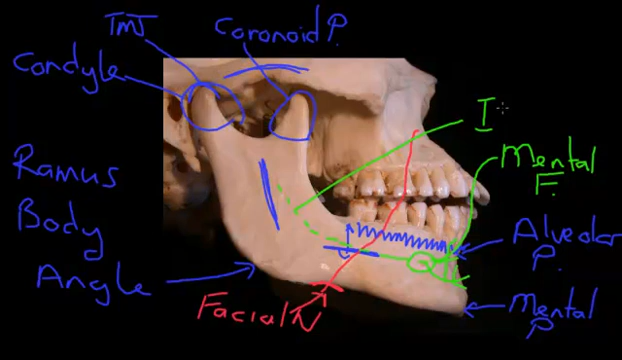 TMJ
Coronoid P.
Condyle
I
Mental
F.
Ramus
Body
Alveolar
P.
Angle
Facial N
Mental
P